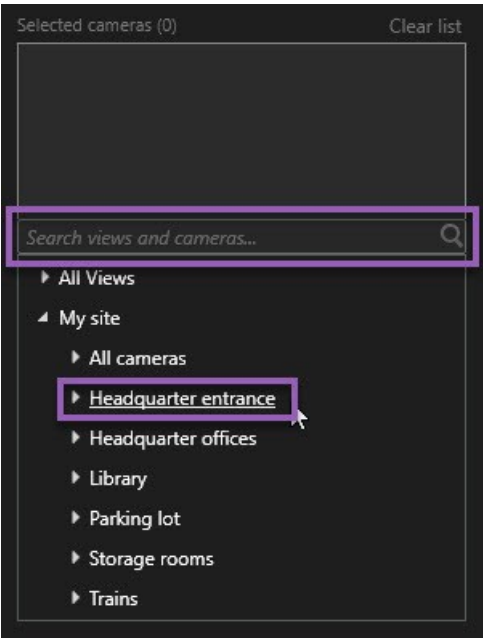 Selected cameras (0) Clear list
Search views and cameras...
All Views
My site
All cameras
Headquarter entrance
Headquarter offices
Library
Parking lot
Storage rooms
Trains